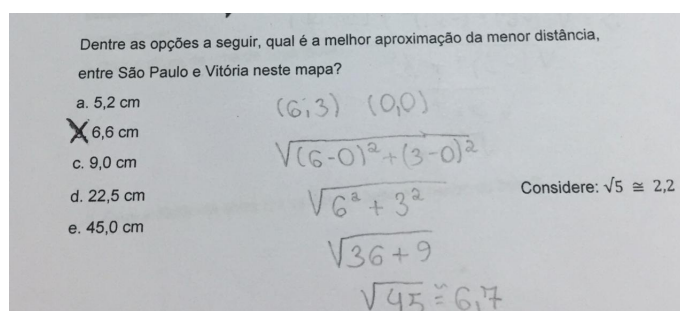 Dentre as opções a seguir, qual é a melhor aproximação da menor distância,
entre São Paulo e Vitória neste mapa?
a. 5,2 cm
6,6 cm
c. 9,0 cm
d. 22,5 cm
e. 45,0 cm
(6,3) (0,0)
√(6-0)²+(3-0)²
√6²+3²
√36+9
√45≅6,7
Considere: √5 ≅ 2,2